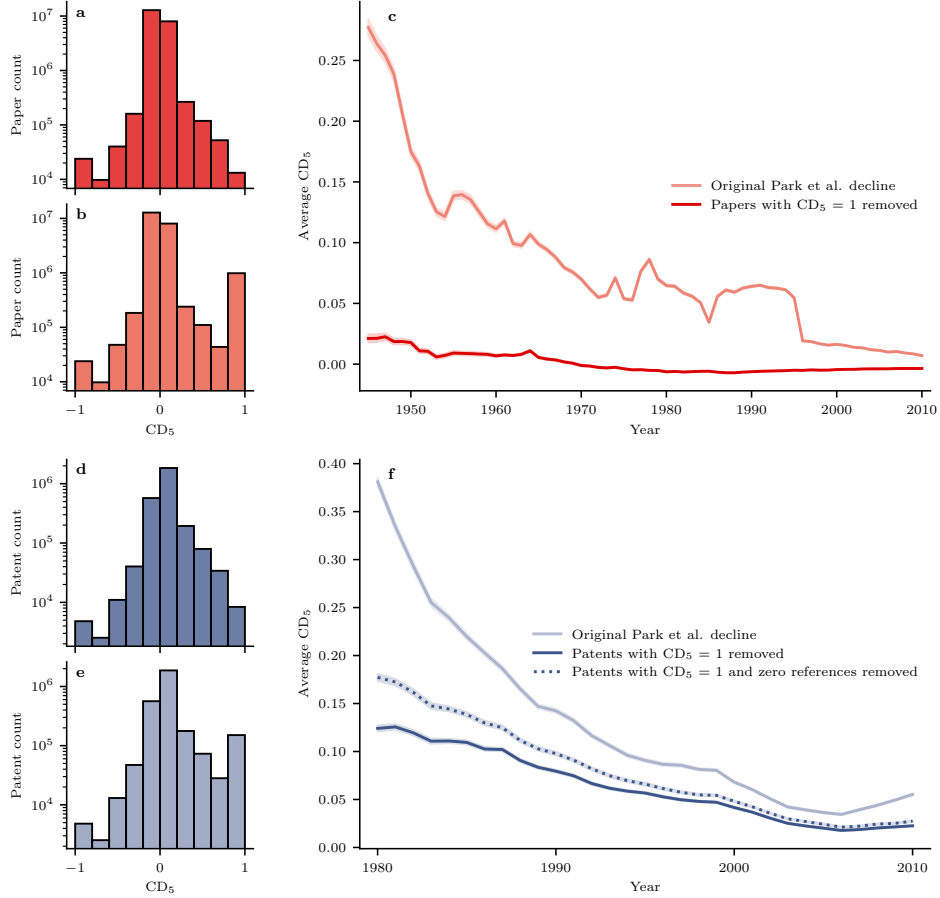 a
10⁷
10⁶
10⁵
10⁴
Paper count
b
10⁷
10⁶
10⁵
10⁴
Paper count
−1
0
1
CD₅
c
0.25
0.20
0.15
0.10
0.05
0.00
Average CD₅
Original Park et al. decline
Papers with CD₅ = 1 removed
1950
1960
1970
1980
1990
2000
2010
Year
d
10⁶
10⁵
10⁴
Patent count
e
10⁶
10⁵
10⁴
Patent count
−1
0
1
CD₅
f
0.40
0.35
0.30
0.25
0.20
0.15
0.10
0.05
0.00
Average CD₅
Original Park et al. decline
Patents with CD₅ = 1 removed
Patents with CD₅ = 1 and zero references removed
1980
1990
2000
2010
Year